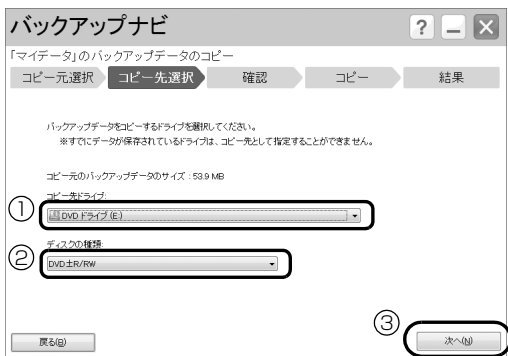 バックアップナビ
?
「マイデータ」のバックアップデータのコピー
コピー元選択 コピー先選択 確認 コピー 結果
バックアップデータをコピーするドライブを選択してください。
※すでにデータが保存されているドライブは、コピー先として指定することができません。
コピー元のバックアップデータのサイズ : 53.9 MB
コピー先ドライブ:
① DVD ドライブ (E:)
ディスクの種類:
② DVD±R/RW
③
戻る(B) 次へ(N)